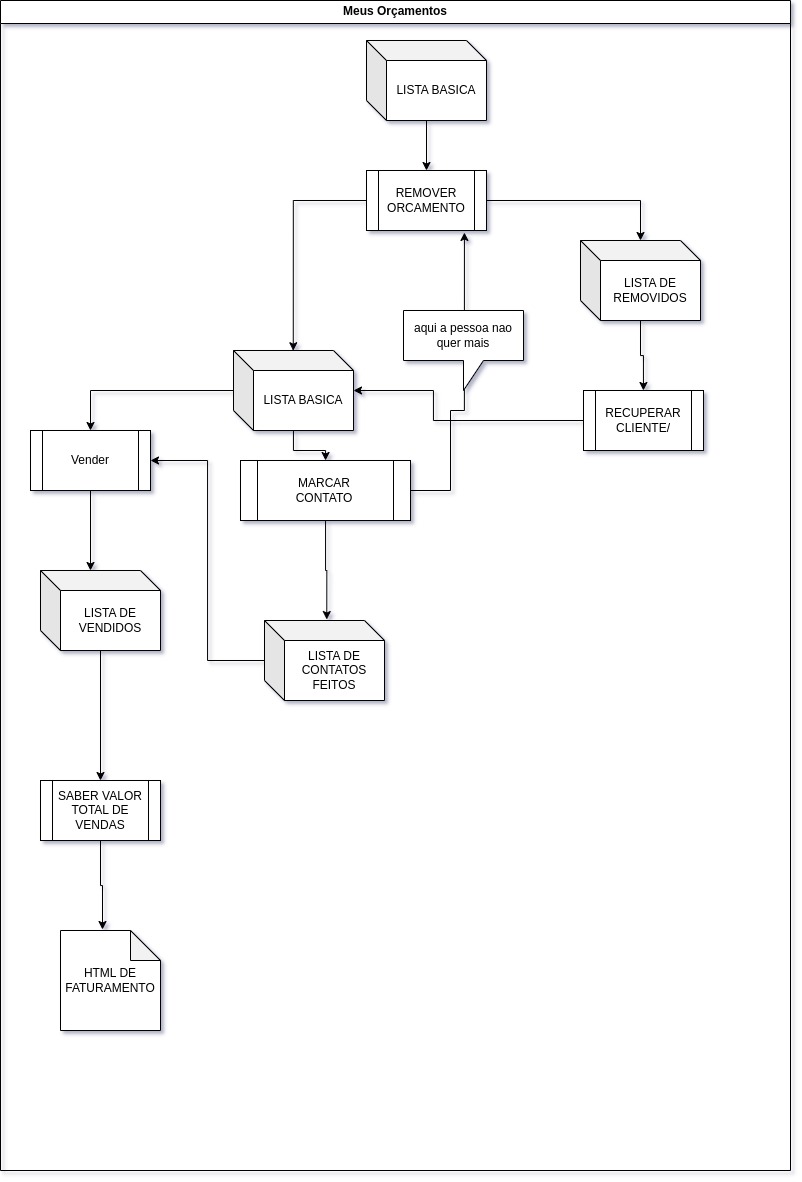 Meus Orçamentos
LISTA BASICA
REMOVER
ORCAMENTO
LISTA DE
REMOVIDOS
aqui a pessoa nao
quer mais
LISTA BASICA
RECUPERAR
CLIENTE/
Vender
MARCAR
CONTATO
LISTA DE
VENDIDOS
LISTA DE
CONTATOS
FEITOS
SABER VALOR
TOTAL DE
VENDAS
HTML DE
FATURAMENTO